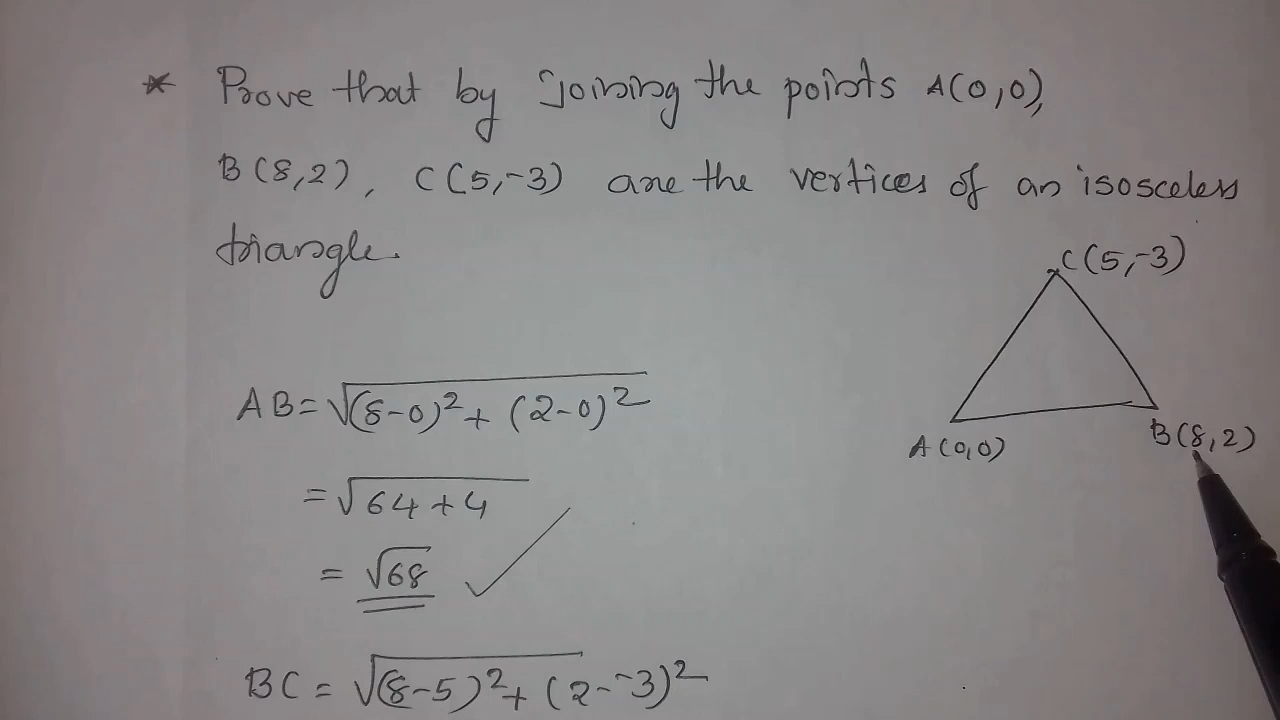 * Prove that by Joining the points A(0,0),
B(8,2), C(5,-3) are the vertices of an isosceless
triangle.
C(5,-3)
A(0,0)
B(8,2)
AB = √(8-0)² + (2-0)²
= √64+4
= √68 ✓
BC = √(8-5)² + (2--3)²